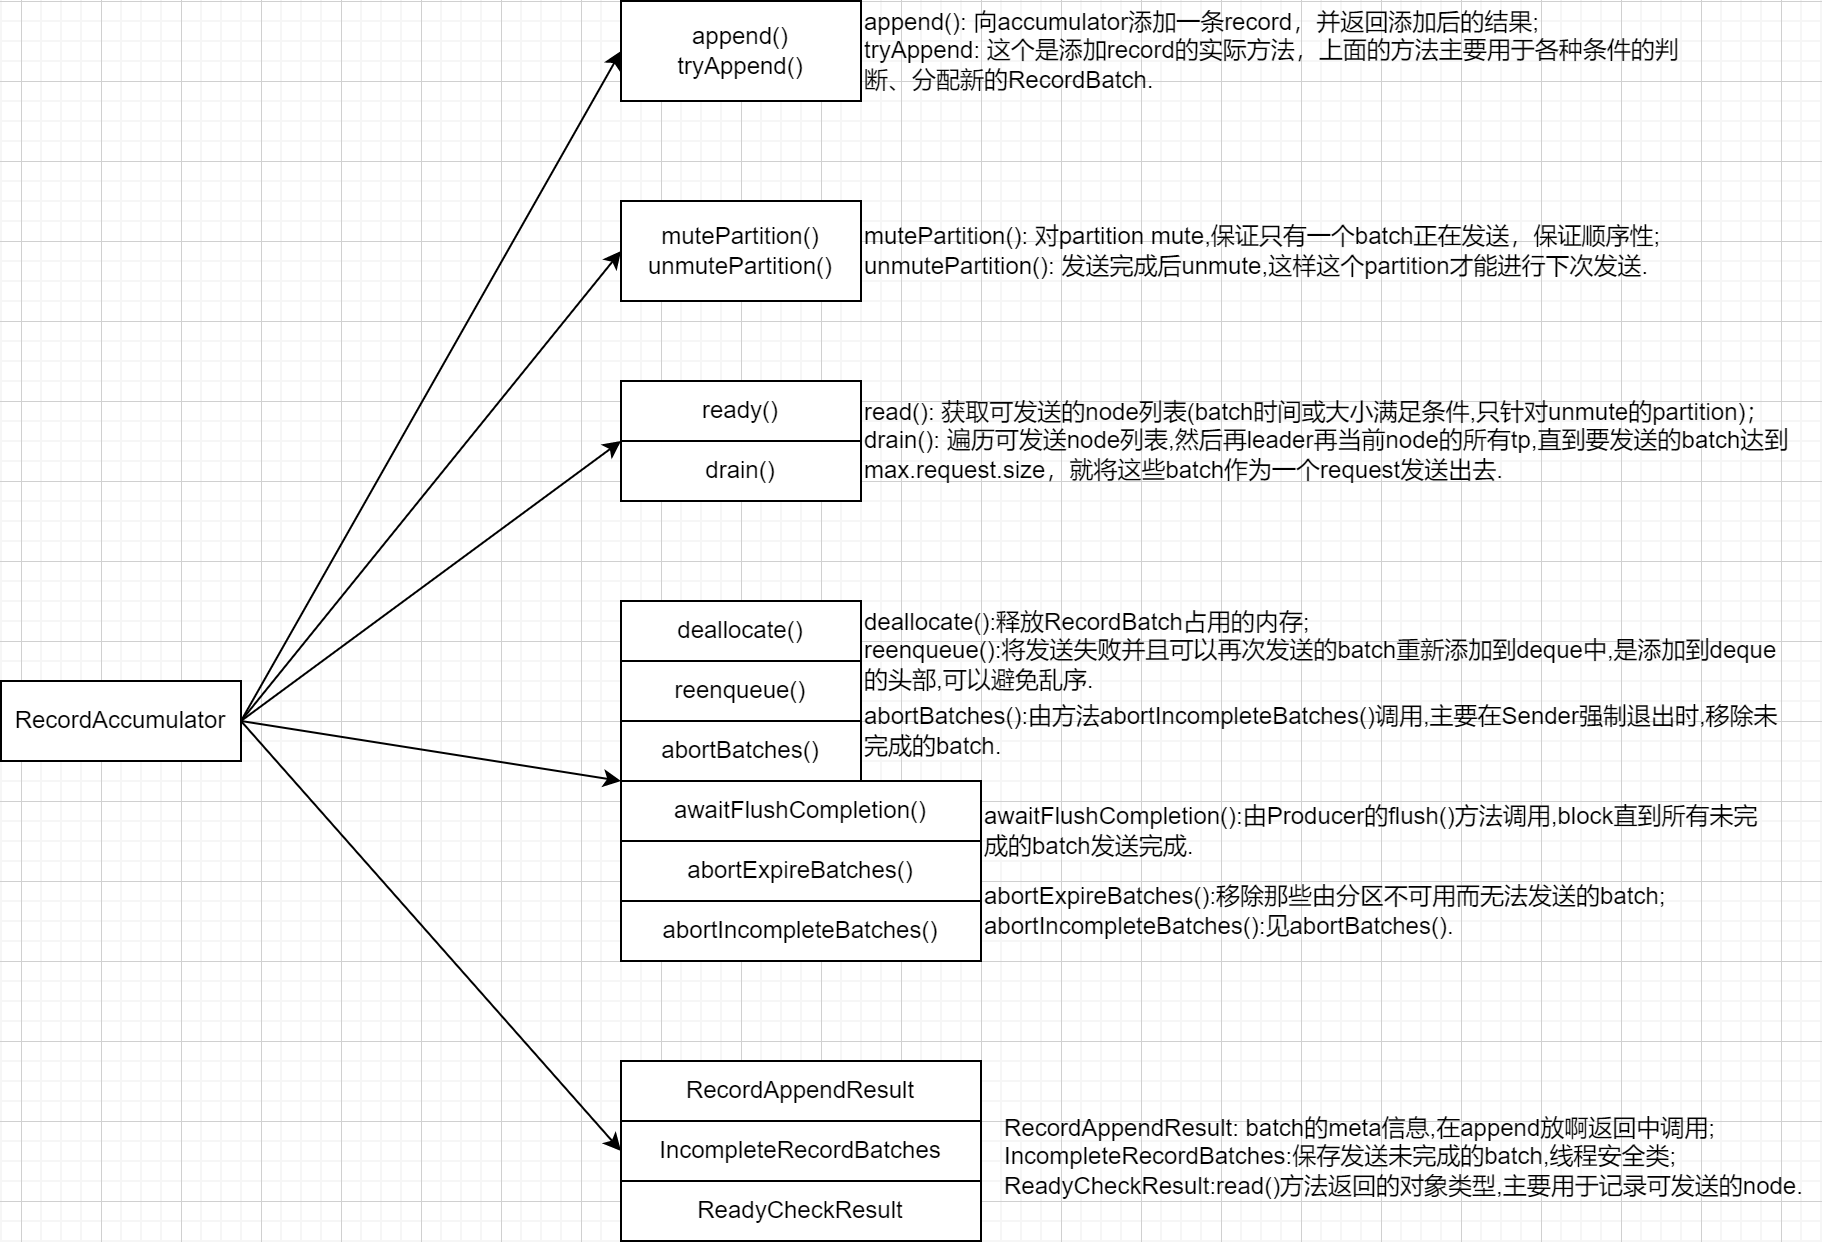 append()
tryAppend()
append(): 向accumulator添加一条record，并返回添加后的结果;
tryAppend: 这个是添加record的实际方法，上面的方法主要用于各种条件的判
断、分配新的RecordBatch.
mutePartition()
unmutePartition()
mutePartition(): 对partition mute,保证只有一个batch正在发送，保证顺序性;
unmutePartition(): 发送完成后unmute,这样这个partition才能进行下次发送.
ready()
drain()
read(): 获取可发送的node列表(batch时间或大小满足条件,只针对unmute的partition)；
drain(): 遍历可发送node列表,然后再leader再当前node的所有tp,直到要发送的batch达到
max.request.size，就将这些batch作为一个request发送出去.
RecordAccumulator
deallocate()
reenqueue()
abortBatches()
deallocate():释放RecordBatch占用的内存;
reenqueue():将发送失败并且可以再次发送的batch重新添加到deque中,是添加到deque
的头部,可以避免乱序.
abortBatches():由方法abortIncompleteBatches()调用,主要在Sender强制退出时,移除未
完成的batch.
awaitFlushCompletion()
abortExpireBatches()
abortIncompleteBatches()
awaitFlushCompletion():由Producer的flush()方法调用,block直到所有未完
成的batch发送完成.
abortExpireBatches():移除那些由分区不可用而无法发送的batch;
abortIncompleteBatches():见abortBatches().
RecordAppendResult
IncompleteRecordBatches
ReadyCheckResult
RecordAppendResult: batch的meta信息,在append放啊返回中调用;
IncompleteRecordBatches:保存发送未完成的batch,线程安全类;
ReadyCheckResult:read()方法返回的对象类型,主要用于记录可发送的node.